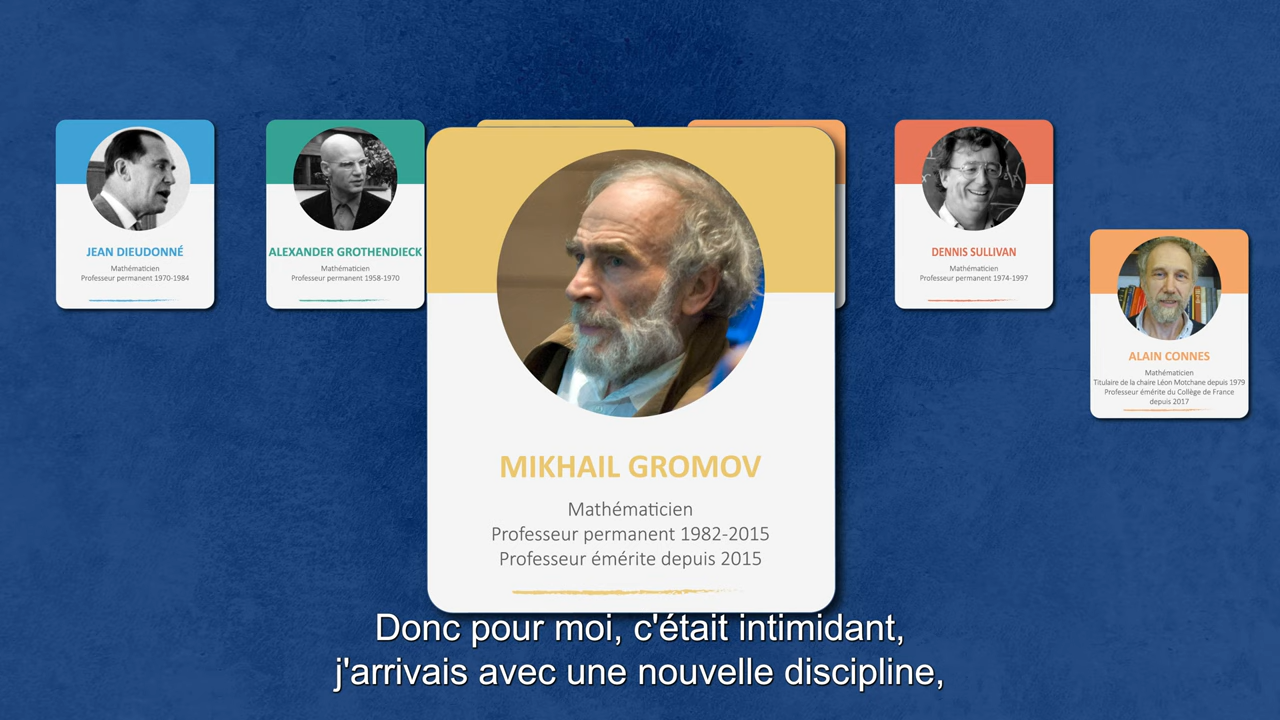 JEAN DIEUDONNÉ
Mathématicien
Professeur permanent 1970-1984
ALEXANDER GROTHENDIECK
Mathématicien
Professeur permanent 1958-1970
MIKHAIL GROMOV
Mathématicien
Professeur permanent 1982-2015
Professeur émérite depuis 2015
DENNIS SULLIVAN
Mathématicien
Professeur permanent 1974-1997
ALAIN CONNES
Mathématicien
Titulaire de la chaire Léon Motchane depuis 1979
Professeur émérite du Collège de France
depuis 2017
Donc pour moi, c'était intimidant,
j'arrivais avec une nouvelle discipline,